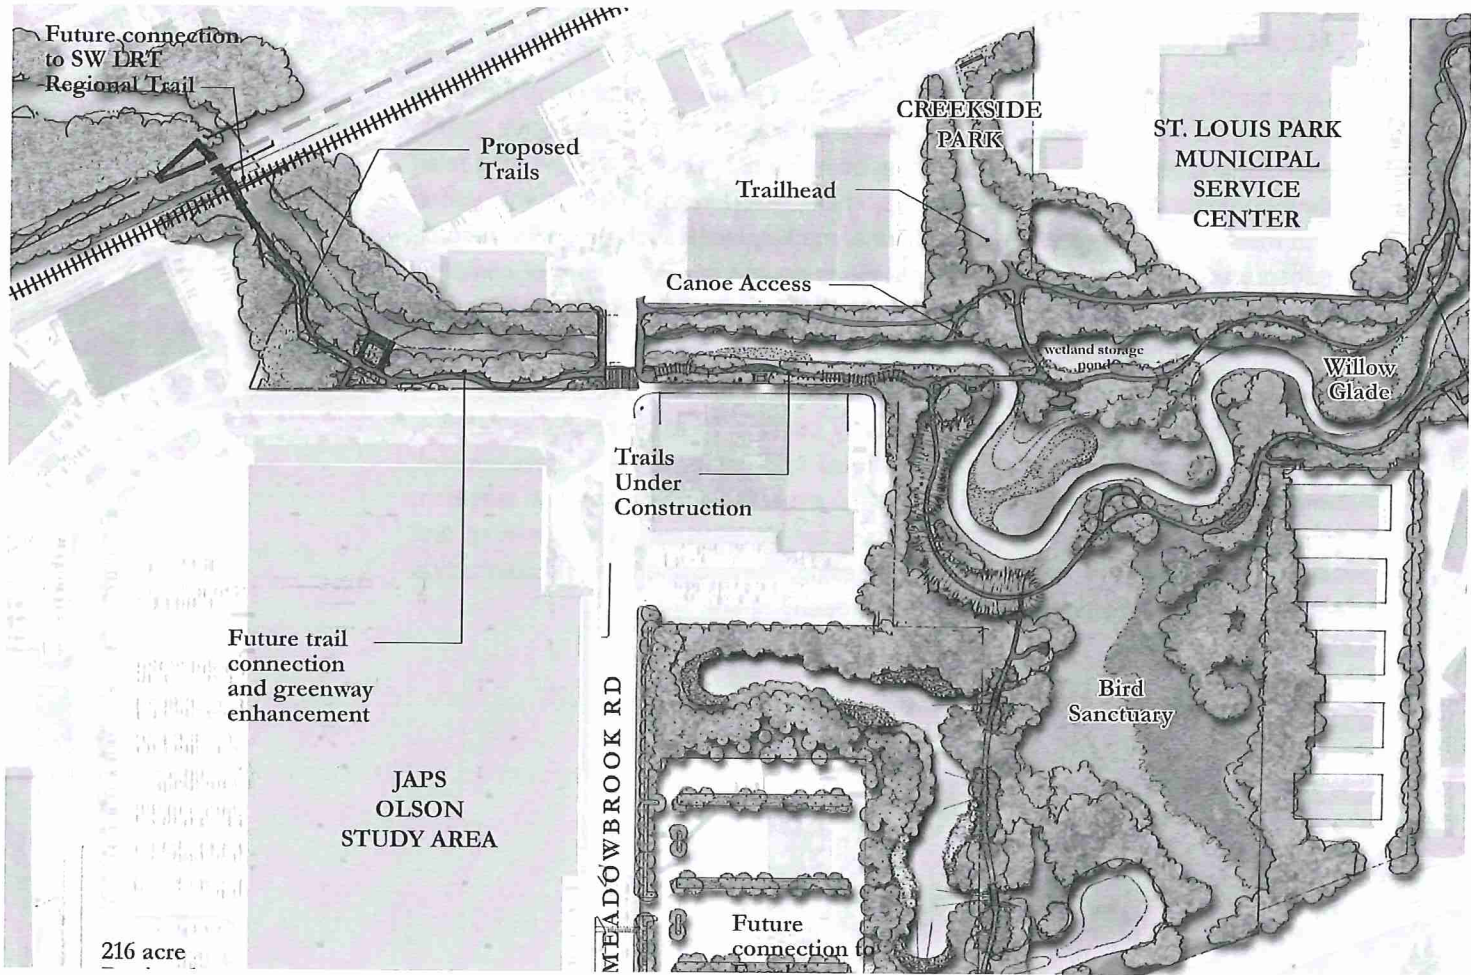 Future connection
to SW LRT
Regional Trail
Proposed
Trails
CREEKSIDE
PARK
ST. LOUIS PARK
MUNICIPAL
SERVICE
CENTER
Trailhead
Canoe Access
wetland storage
pond
Willow
Glade
Trails
Under
Construction
Future trail
connection
and greenway
enhancement
Bird
Sanctuary
JAPS
OLSON
STUDY AREA
MEADOWBROOK RD
216 acre
Future
connection to